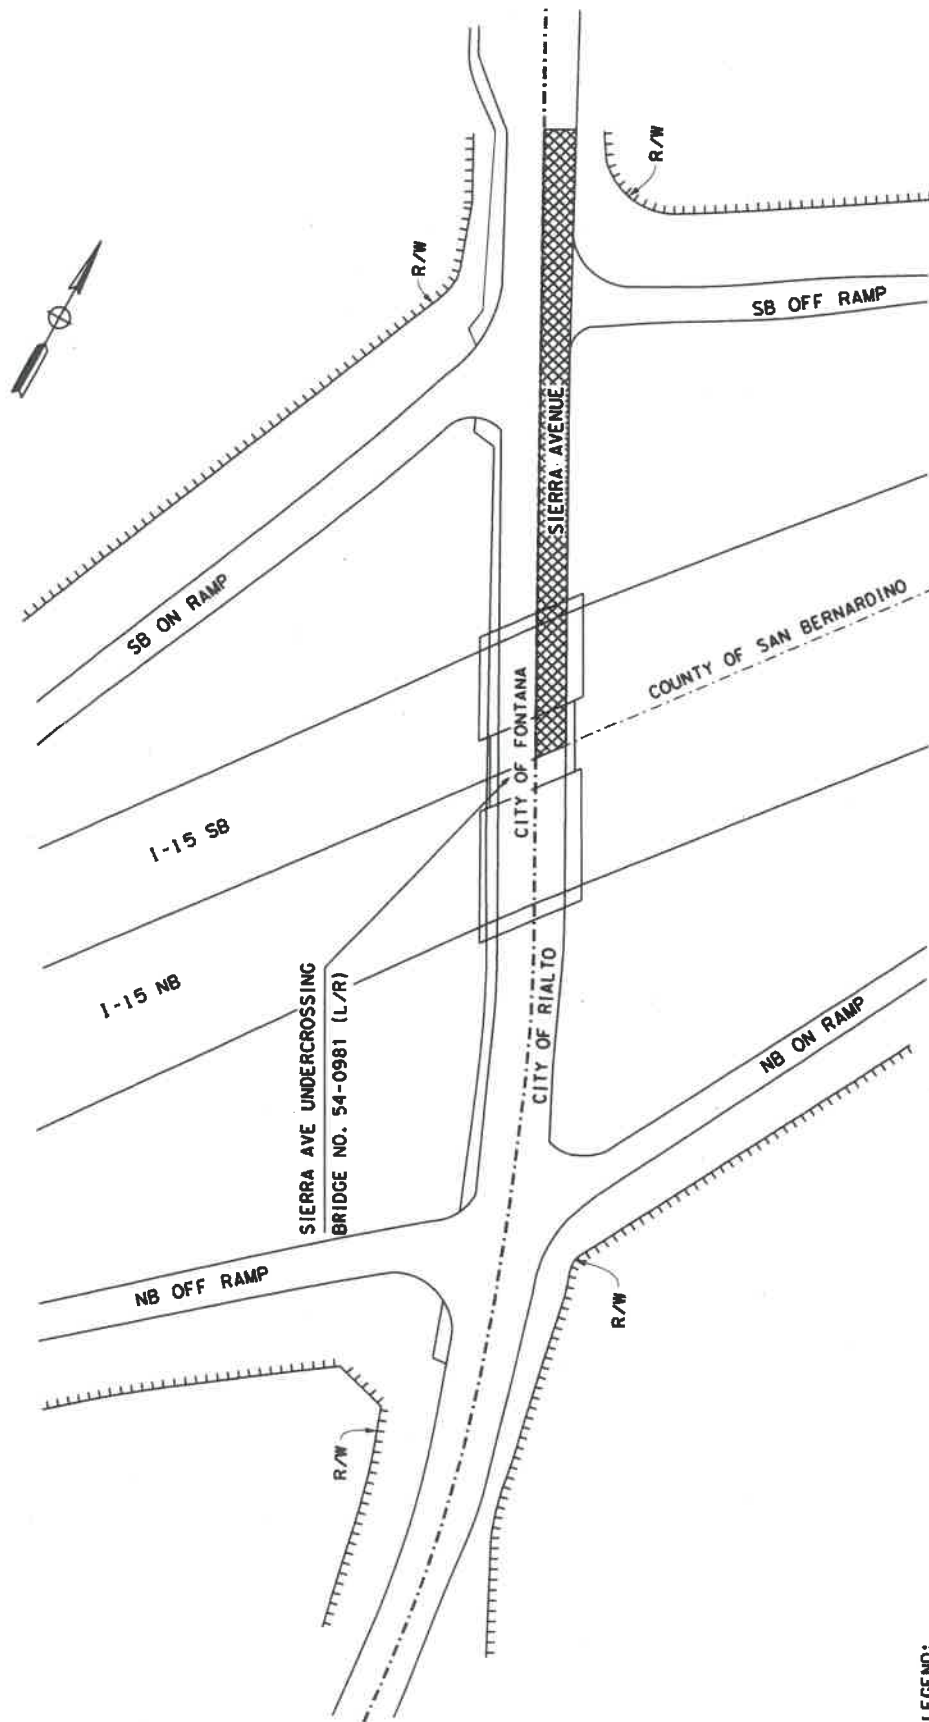 R/W
R/W
SB OFF RAMP
SIERRA AVENUE
SB ON RAMP
COUNTY OF SAN BERNARDINO
CITY OF FONTANA
I-15 SB
I-15 NB
SIERRA AVE UNDERCROSSING
BRIDGE NO. 54-0981 (L/R)
CITY OF RIALTO
NB ON RAMP
NB OFF RAMP
R/W
R/W
LEGEND: